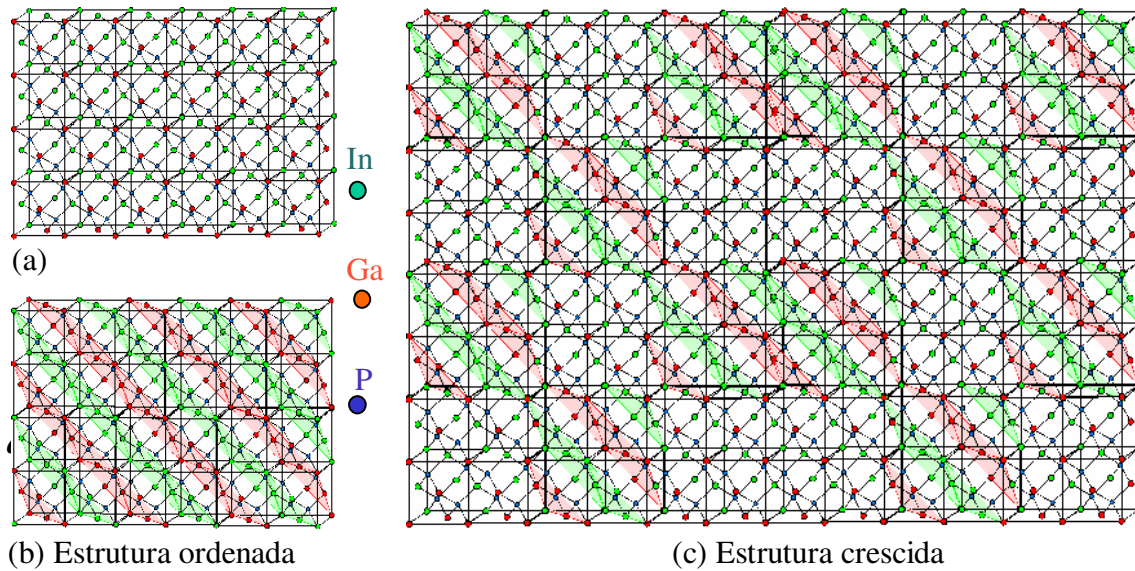 In
(a)
Ga
P
(b) Estrutura ordenada
(c) Estrutura crescida